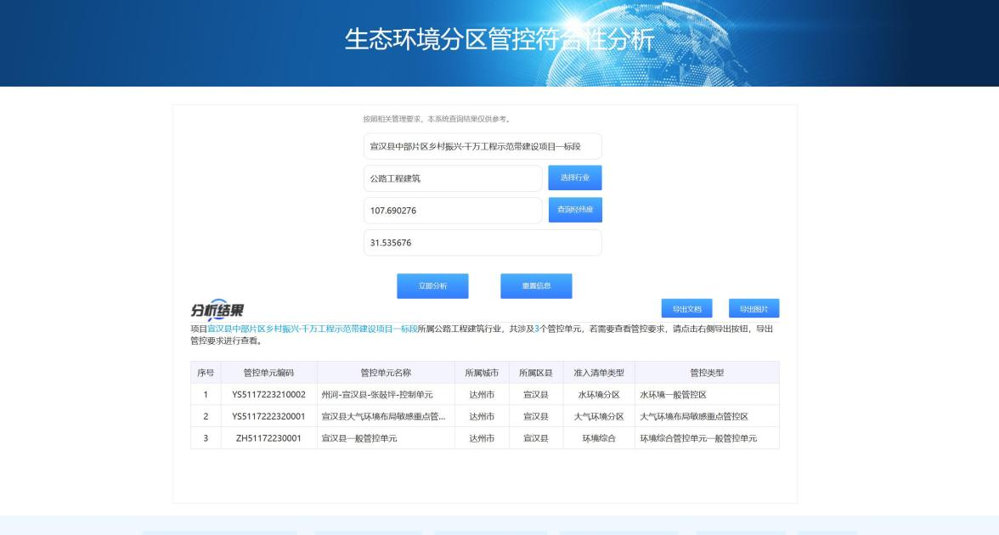 生态环境分区管控符合性分析
按照相关管理要求，本系统查询结果仅供参考。
宣汉县中部片区乡村振兴-千万工程示范带建设项目一标段
公路工程建筑
选择行业
107.690276
查询经纬度
31.535676
立即分析
重置信息
分析结果
导出文档
导出图片
项目宣汉县中部片区乡村振兴-千万工程示范带建设项目一标段所属公路工程建筑行业，共涉及3个管控单元，若需要查看管控要求，请点击右侧导出按钮，导出
管控要求进行查看。
序号 管控单元编码 管控单元名称 所属城市 所属区县 准入清单类型 管控类型
1 YS5117223210002 州河-宣汉县-张鼓坪-控制单元 达州市 宣汉县 水环境分区 水环境一般管控区
2 YS5117222320001 宣汉县大气环境布局敏感重点管... 达州市 宣汉县 大气环境分区 大气环境布局敏感重点管控区
3 ZH51172230001 宣汉县一般管控单元 达州市 宣汉县 环境综合 环境综合管控单元一般管控单元